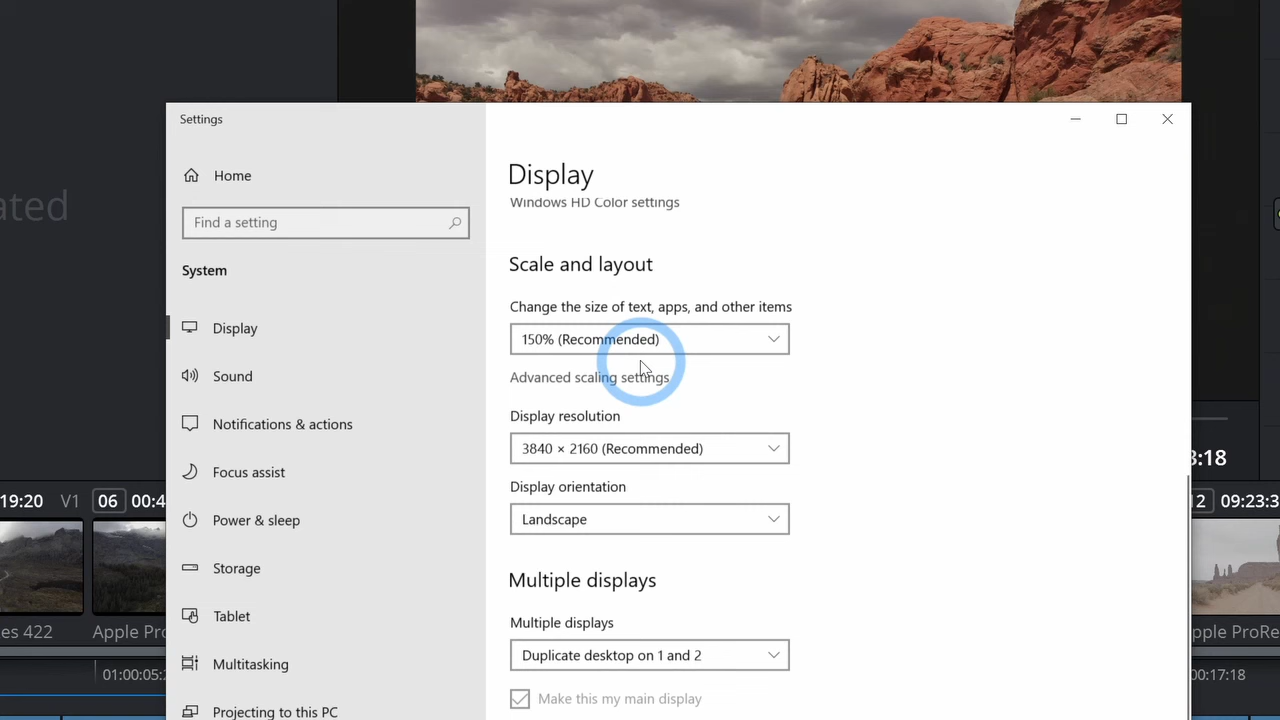 Settings
Home
Find a setting
System
Display
Sound
Notifications & actions
Focus assist
Power & sleep
Storage
Tablet
Multitasking
Projecting to this PC
Display
Windows HD Color settings
Scale and layout
Change the size of text, apps, and other items
150% (Recommended)
Advanced scaling settings
Display resolution
3840 × 2160 (Recommended)
Display orientation
Landscape
Multiple displays
Multiple displays
Duplicate desktop on 1 and 2
Make this my main display
ated
19:20 V1 06 00:4
es 422 Apple Pro
01:00:05:2
3:18
12 09:23:3
pple ProRe
00:17:18